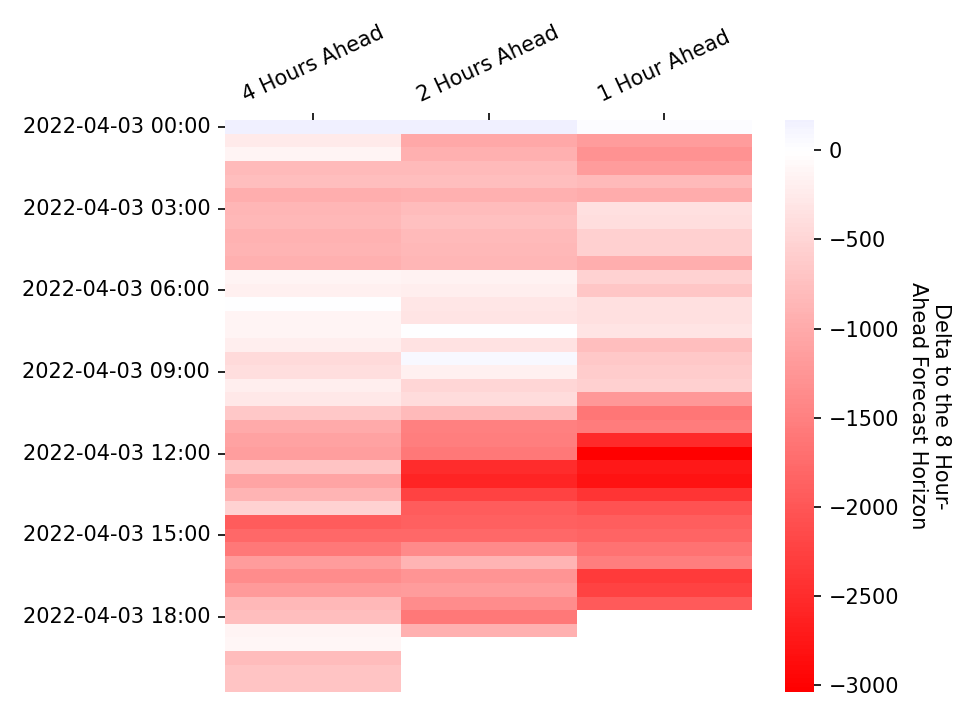 4 Hours Ahead
2 Hours Ahead
1 Hour Ahead
2022-04-03 00:00
2022-04-03 03:00
2022-04-03 06:00
2022-04-03 09:00
2022-04-03 12:00
2022-04-03 15:00
2022-04-03 18:00
0
−500
−1000
−1500
−2000
−2500
−3000
Delta to the 8 Hour-
Ahead Forecast Horizon